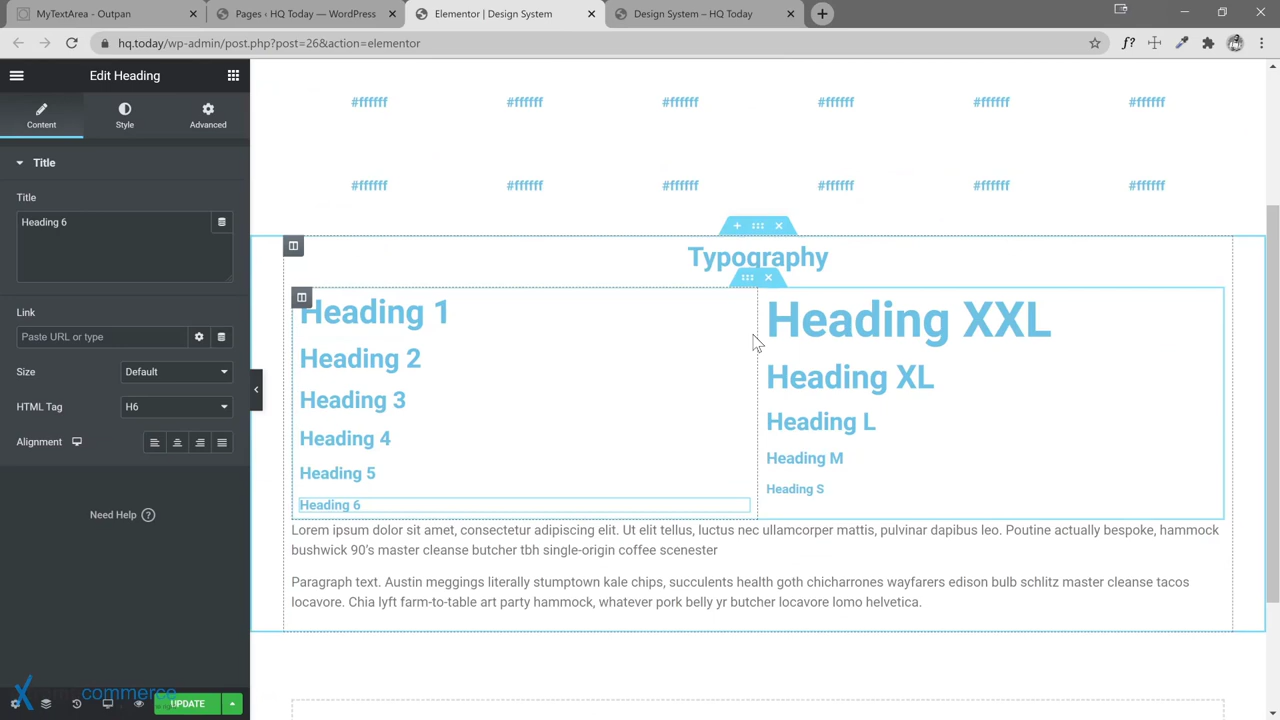 MyTextArea – Outpan
Pages ‹ HQ Today — WordPress
Elementor | Design System
Design System – HQ Today
hq.today/wp-admin/post.php?post=26&action=elementor
f?
Edit Heading
Content
Style
Advanced
Title
Title
Heading 6
Link
Paste URL or type
Size
Default
HTML Tag
H6
Alignment
Need Help
commerce
UPDATE
#ffffff #ffffff #ffffff #ffffff #ffffff #ffffff
#ffffff #ffffff #ffffff #ffffff #ffffff #ffffff
Typography
Heading 1
Heading 2
Heading 3
Heading 4
Heading 5
Heading 6
Heading XXL
Heading XL
Heading L
Heading M
Heading S
Lorem ipsum dolor sit amet, consectetur adipiscing elit. Ut elit tellus, luctus nec ullamcorper mattis, pulvinar dapibus leo. Poutine actually bespoke, hammock
bushwick 90’s master cleanse butcher tbh single-origin coffee scenester
Paragraph text. Austin meggings literally stumptown kale chips, succulents health goth chicharrones wayfarers edison bulb schlitz master cleanse tacos
locavore. Chia lyft farm-to-table art party hammock, whatever pork belly yr butcher locavore lomo helvetica.